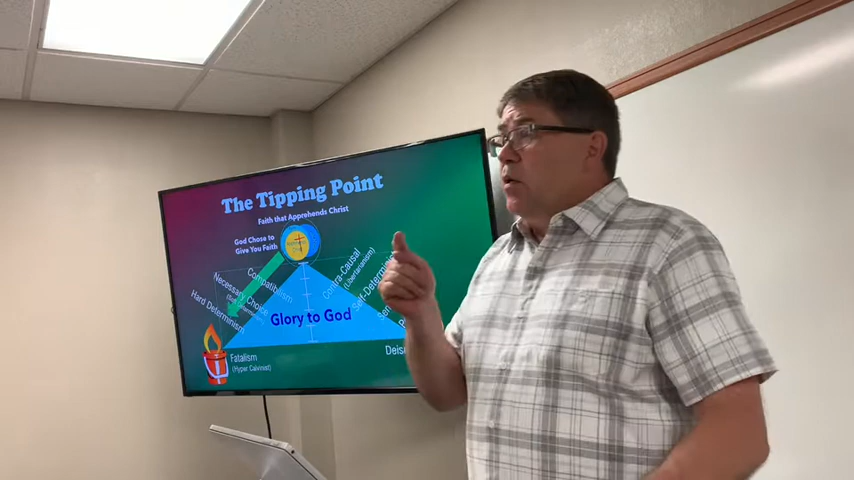 The Tipping Point
Faith that Apprehends Christ
God Chose to
Give You Faith
Compatibilism
Necessary Choice
Hard Determinism
Contra-Causal
(Libertarianism)
Glory to God
Fatalism
(Hyper Calvinist)